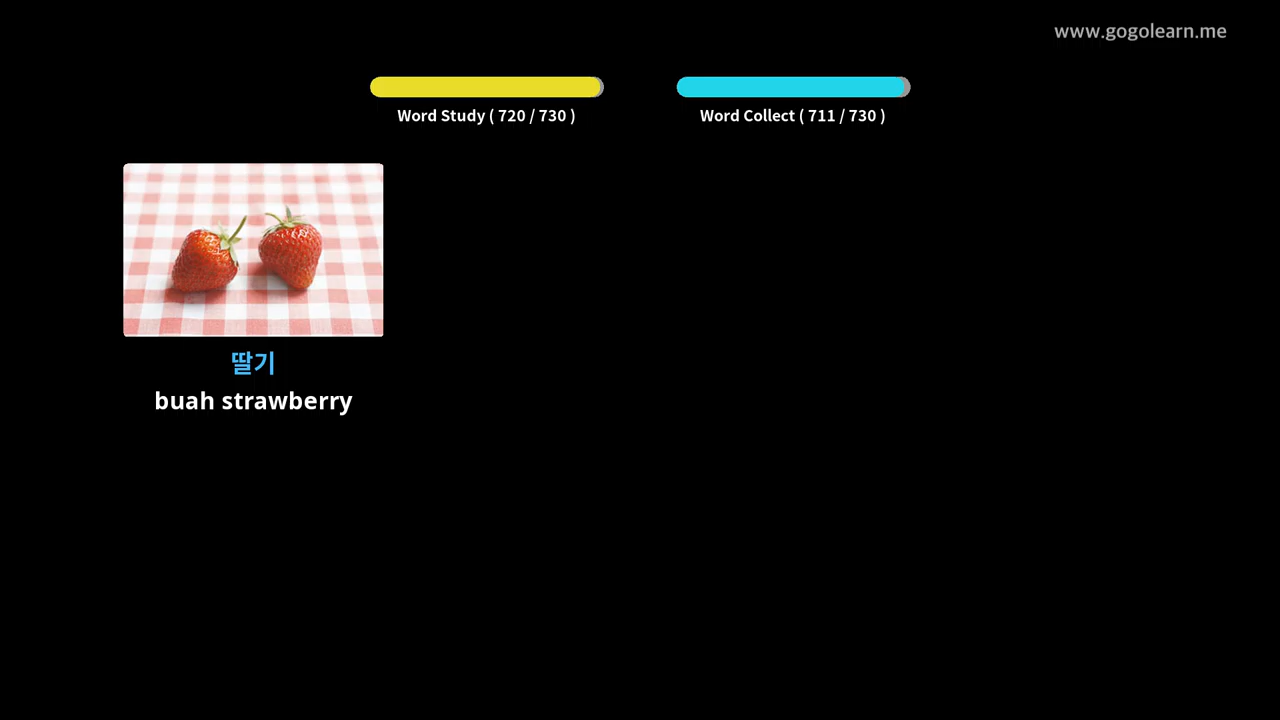 www.gogolearn.me
Word Study ( 720 / 730 )
Word Collect ( 711 / 730 )
딸기
buah strawberry